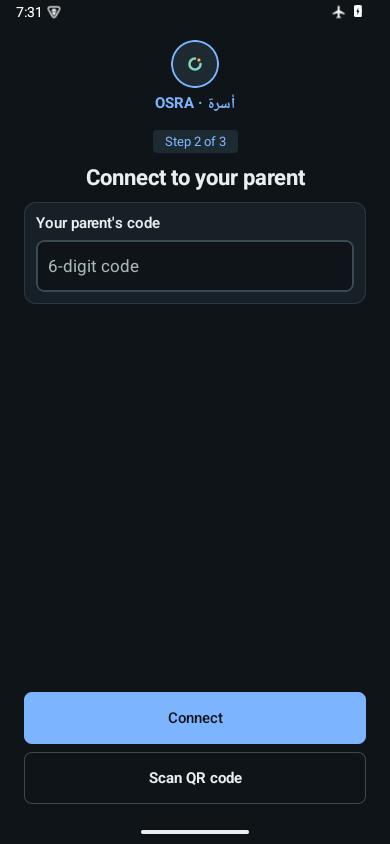 7:31
OSRA · أسرة
Step 2 of 3
Connect to your parent
Your parent's code
6-digit code
Connect
Scan QR code